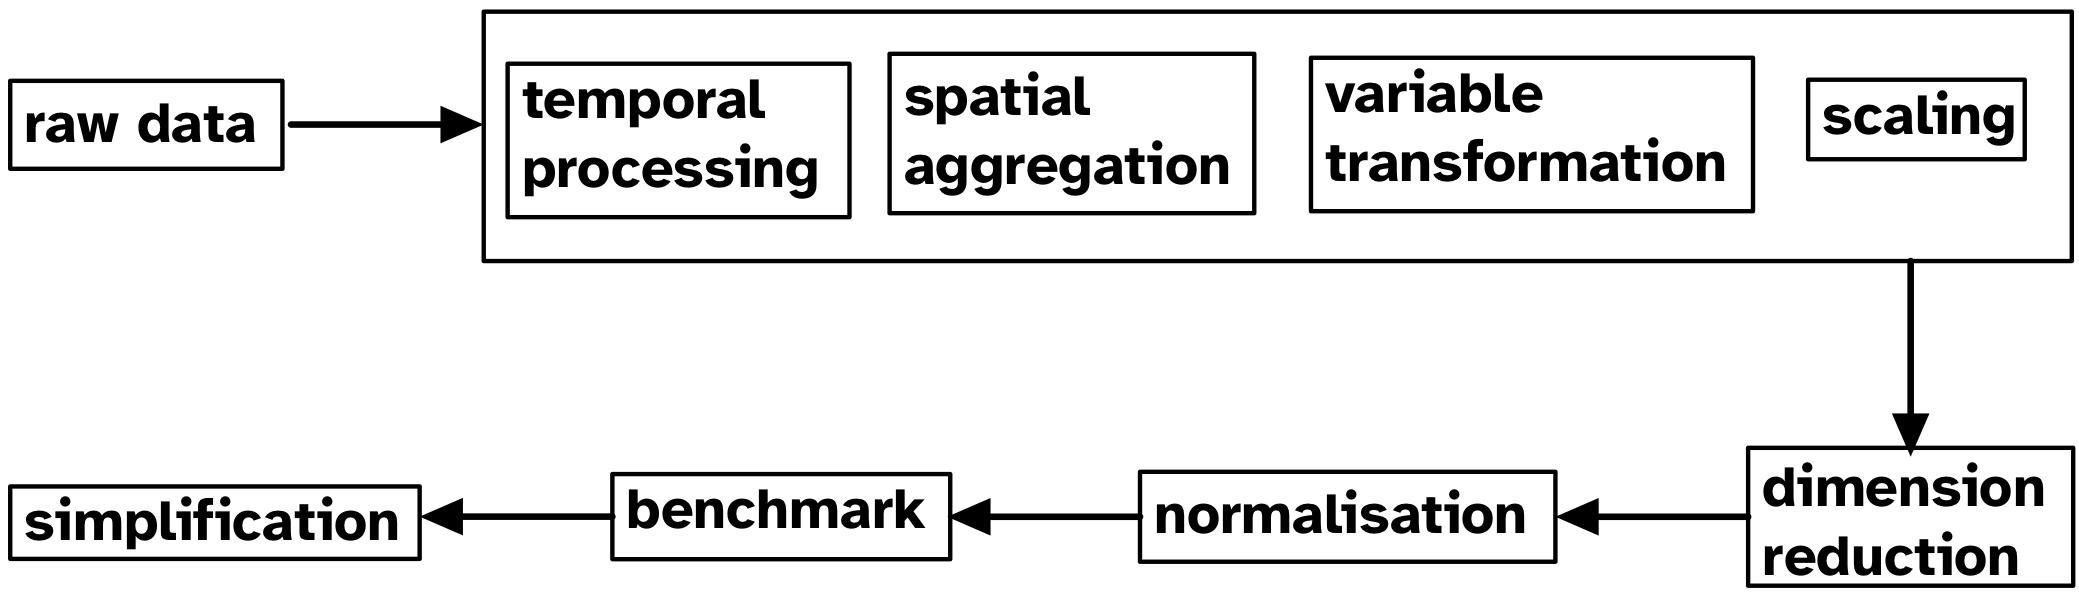 raw data
temporal
processing
spatial
aggregation
variable
transformation
scaling
dimension
reduction
normalisation
benchmark
simplification